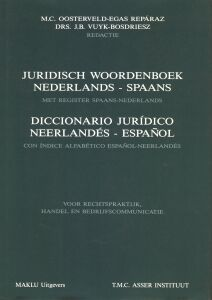 M.C. OOSTERVELD-EGAS REPÁRAZ
DRS. J.B. VUYK-BOSDRIESZ
REDACTIE
JURIDISCH WOORDENBOEK
NEDERLANDS - SPAANS
MET REGISTER SPAANS-NEDERLANDS
DICCIONARIO JURÍDICO
NEERLANDÉS - ESPAÑOL
CON ÍNDICE ALFABÉTICO ESPAÑOL-NEERLANDÉS
VOOR RECHTSPRAKTIJK,
HANDEL EN BEDRIJFSCOMMUNICATIE
MAKLU Uitgevers
T.M.C. ASSER INSTITUUT